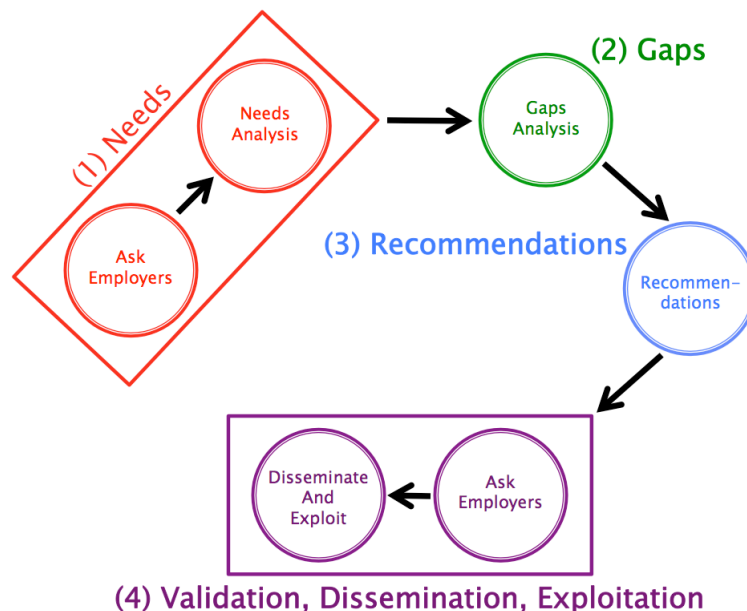 (1) Needs
Needs
Analysis
Ask
Employers
(2) Gaps
Gaps
Analysis
(3) Recommendations
Recommen-
dations
Ask
Employers
Disseminate
And
Exploit
(4) Validation, Dissemination, Exploitation